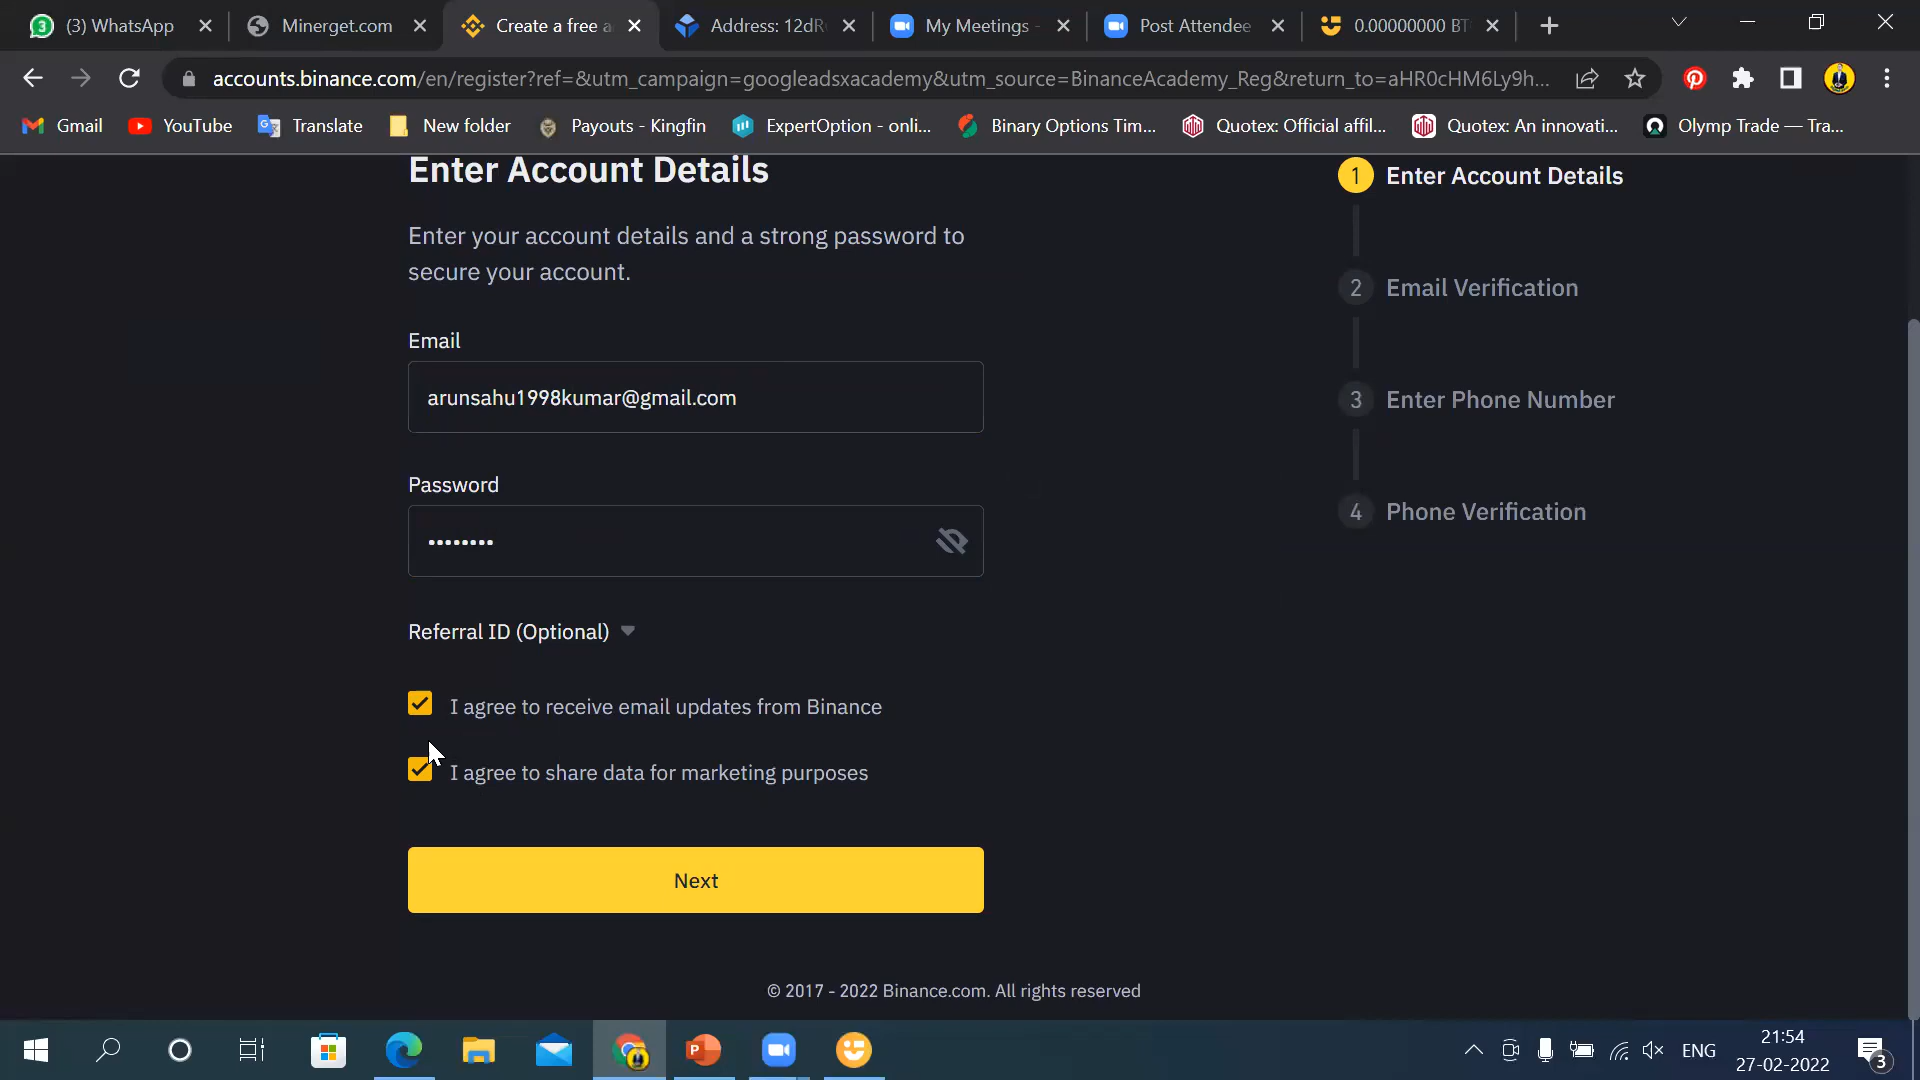 (3) WhatsApp
Minerget.com
Create a free a
Address: 12dR
My Meetings -
Post Attendee
0.00000000 BT
accounts.binance.com/en/register?ref=&utm_campaign=googleadsxacademy&utm_source=BinanceAcademy_Reg&return_to=aHR0cHM6Ly9h...
Gmail
YouTube
Translate
New folder
Payouts - Kingfin
ExpertOption - onli...
Binary Options Tim...
Quotex: Official affil...
Quotex: An innovati...
Olymp Trade — Tra...
Enter Account Details
Enter your account details and a strong password to
secure your account.
Email
arunsahu1998kumar@gmail.com
Password
••••••••
Referral ID (Optional)
I agree to receive email updates from Binance
I agree to share data for marketing purposes
Next
1 Enter Account Details
2 Email Verification
3 Enter Phone Number
4 Phone Verification
© 2017 - 2022 Binance.com. All rights reserved
ENG
21:54
27-02-2022
3